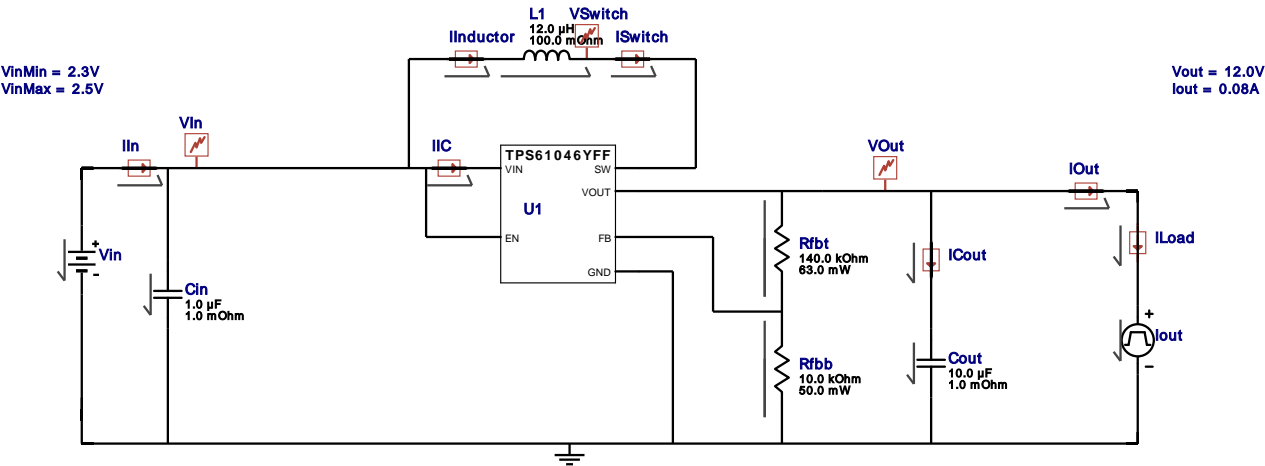 L1
VSwitch
12.0 µH
100.0 mOhm
IInductor
ISwitch
VinMin = 2.3V
VinMax = 2.5V
Vout = 12.0V
Iout = 0.08A
VIn
IIn
IIC
TPS61046YFF
VIN
SW
VOUT
U1
EN
FB
GND
VOut
IOut
ILoad
+
Vin
-
Cin
1.0 µF
1.0 mOhm
Rfbt
140.0 kOhm
63.0 mW
ICout
+
Iout
-
Rfbb
10.0 kOhm
50.0 mW
Cout
10.0 µF
1.0 mOhm